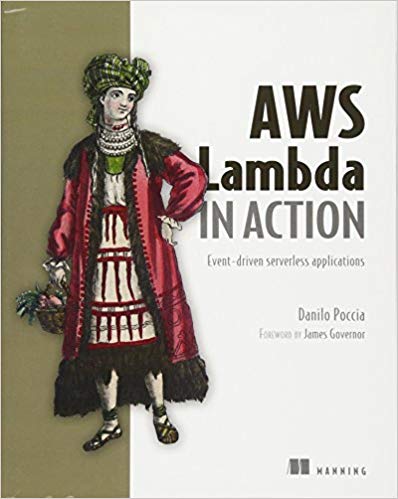 AWS
Lambda
IN ACTION
Event-driven serverless applications
Danilo Poccia
FOREWORD BY James Governor
MANNING